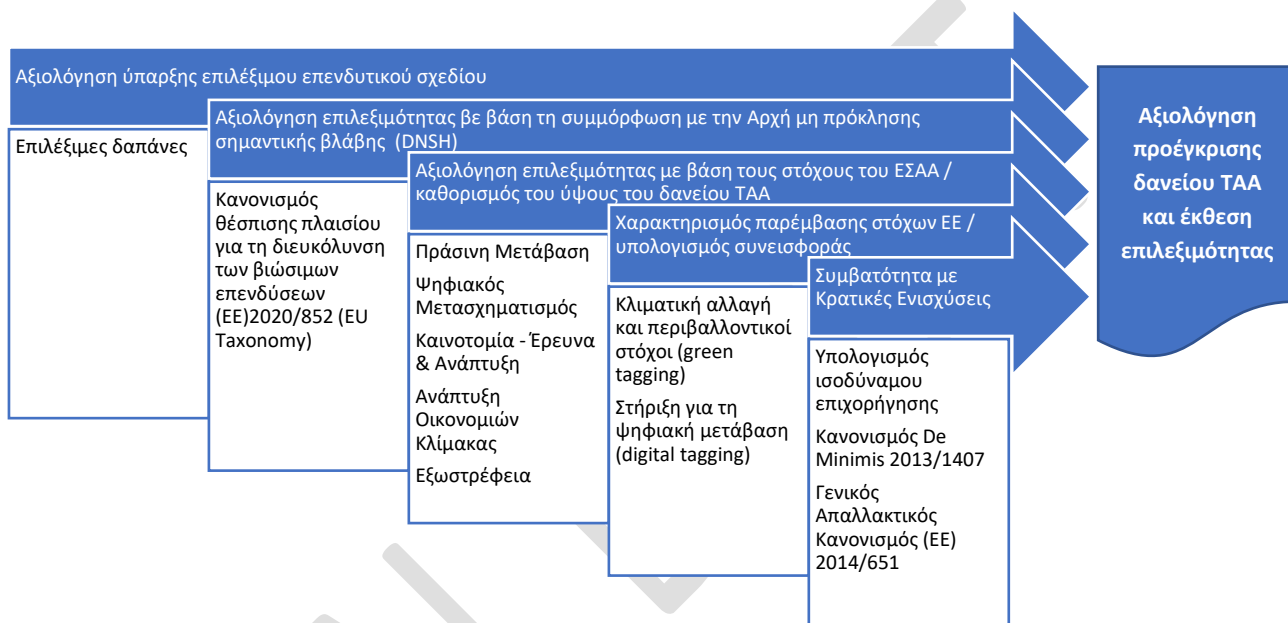 Αξιολόγηση ύπαρξης επιλέξιμου επενδυτικού σχεδίου
Επιλέξιμες δαπάνες
Αξιολόγηση επιλεξιμότητας βε βάση τη συμμόρφωση με την Αρχή μη πρόκλησης
σημαντικής βλάβης (DNSH)
Κανονισμός
θέσπισης πλαισίου
για τη διευκόλυνση
των βιώσιμων
επενδύσεων
(ΕΕ)2020/852 (EU
Taxonomy)
Αξιολόγηση επιλεξιμότητας με βάση τους στόχους του ΕΣΑΑ /
καθορισμός του ύψους του δανείου ΤΑΑ
Πράσινη Μετάβαση
Ψηφιακός
Μετασχηματισμός
Καινοτομία - Έρευνα
& Ανάπτυξη
Ανάπτυξη
Οικονομιών
Κλίμακας
Εξωστρέφεια
Χαρακτηρισμός παρέμβασης στόχων ΕΕ /
υπολογισμός συνεισφοράς
Κλιματική αλλαγή
και περιβαλλοντικοί
στόχοι (green
tagging)
Στήριξη για τη
ψηφιακή μετάβαση
(digital tagging)
Συμβατότητα με
Κρατικές Ενισχύσεις
Υπολογισμός
ισοδύναμου
επιχορήγησης
Κανονισμός De
Minimis 2013/1407
Γενικός
Απαλλακτικός
Κανονισμός (ΕΕ)
2014/651
Αξιολόγηση
προέγκρισης
δανείου ΤΑΑ
και έκθεση
επιλεξιμότητας